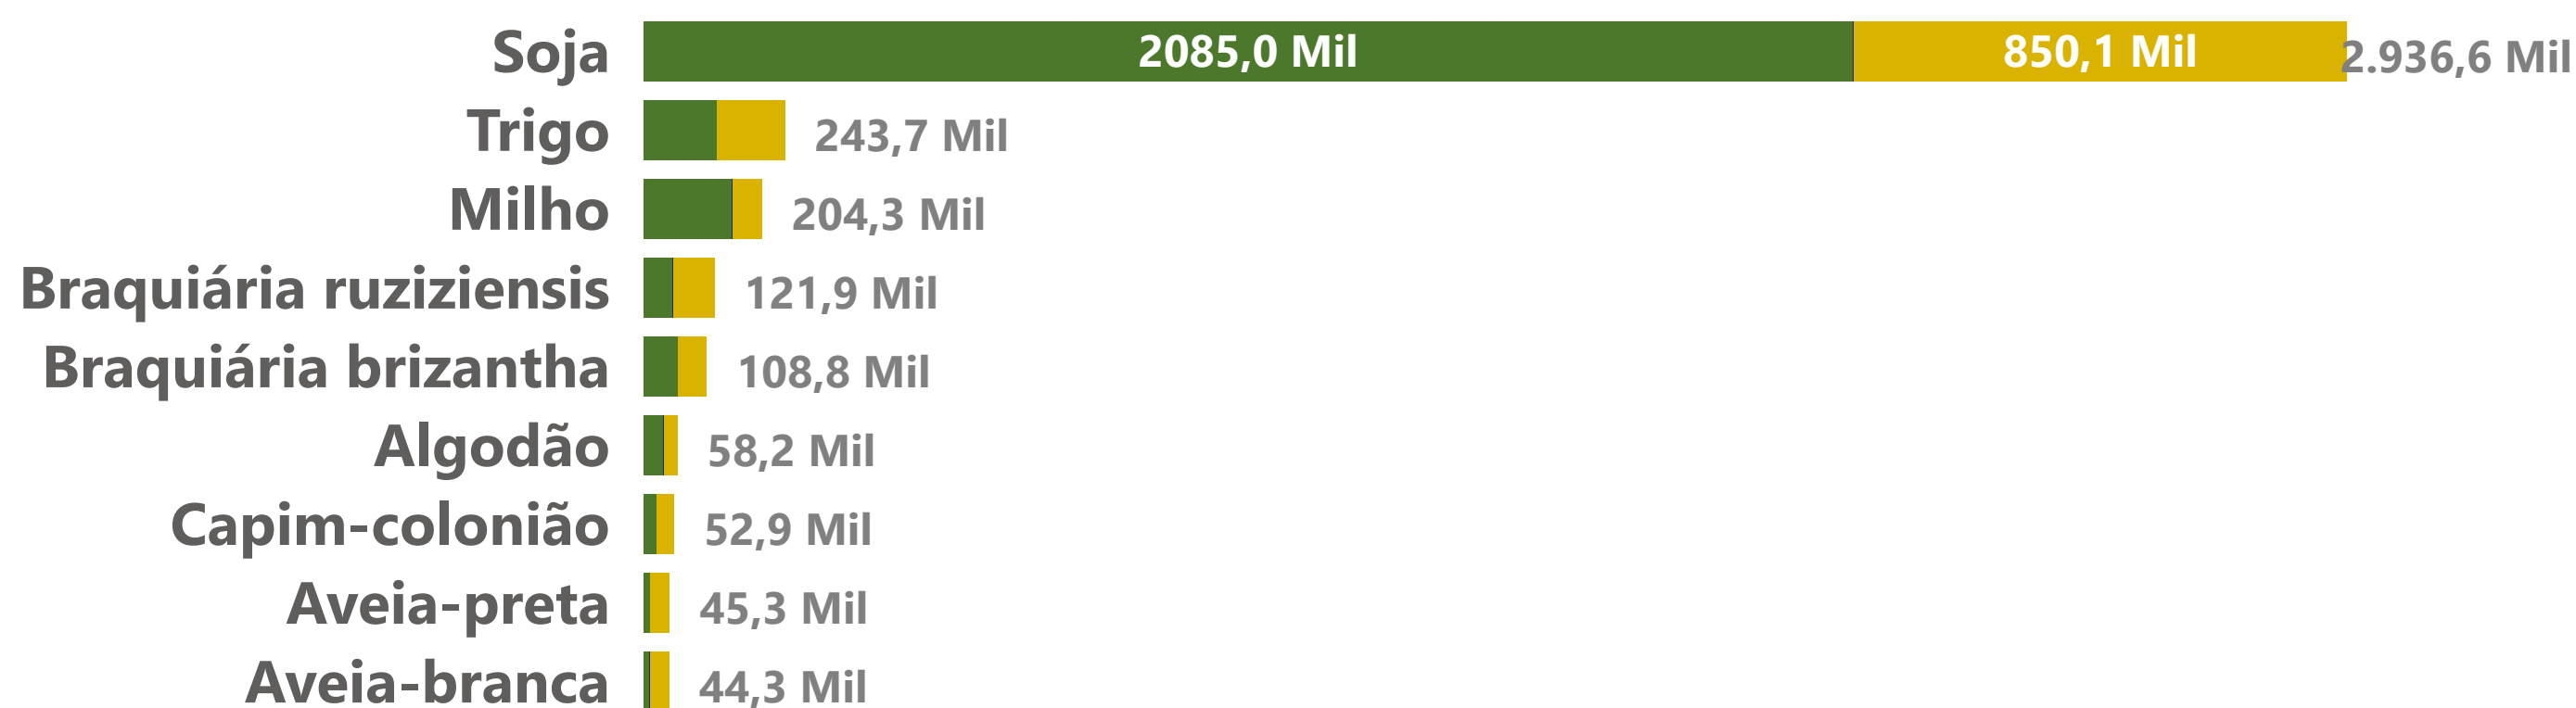 Soja 2085,0 Mil 850,1 Mil 2.936,6 Mil
Trigo 243,7 Mil
Milho 204,3 Mil
Braquiária ruziziensis 121,9 Mil
Braquiária brizantha 108,8 Mil
Algodão 58,2 Mil
Capim-colonião 52,9 Mil
Aveia-preta 45,3 Mil
Aveia-branca 44,3 Mil